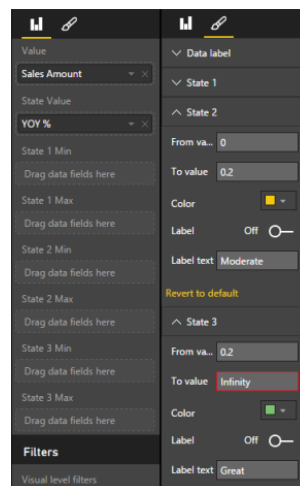 Value
Sales Amount
State Value
YOY %
State 1 Min
Drag data fields here
State 1 Max
Drag data fields here
State 2 Min
Drag data fields here
State 2 Max
Drag data fields here
State 3 Min
Drag data fields here
State 3 Max
Drag data fields here
Filters
Visual level filters
Data label
State 1
State 2
From va... 0
To value 0.2
Color
Label Off
Label text Moderate
Revert to default
State 3
From va... 0.2
To value Infinity
Color
Label Off
Label text Great